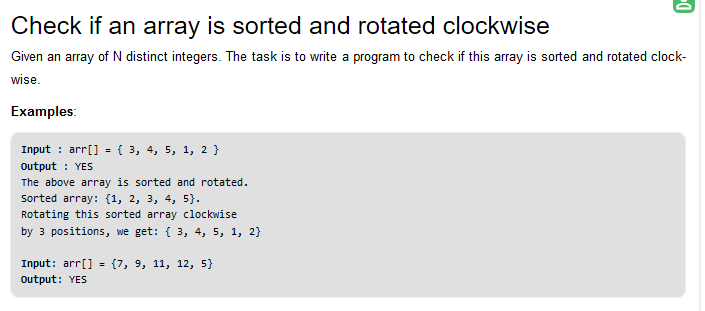 Check if an array is sorted and rotated clockwise
Given an array of N distinct integers. The task is to write a program to check if this array is sorted and rotated clock-
wise.
Examples:
Input : arr[] = { 3, 4, 5, 1, 2 }
Output : YES
The above array is sorted and rotated.
Sorted array: {1, 2, 3, 4, 5}.
Rotating this sorted array clockwise
by 3 positions, we get: { 3, 4, 5, 1, 2}
Input: arr[] = {7, 9, 11, 12, 5}
Output: YES